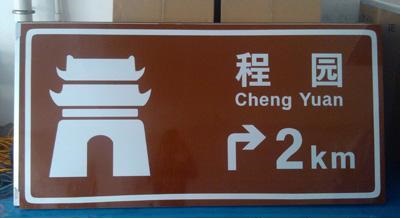 程园
Cheng Yuan
2km